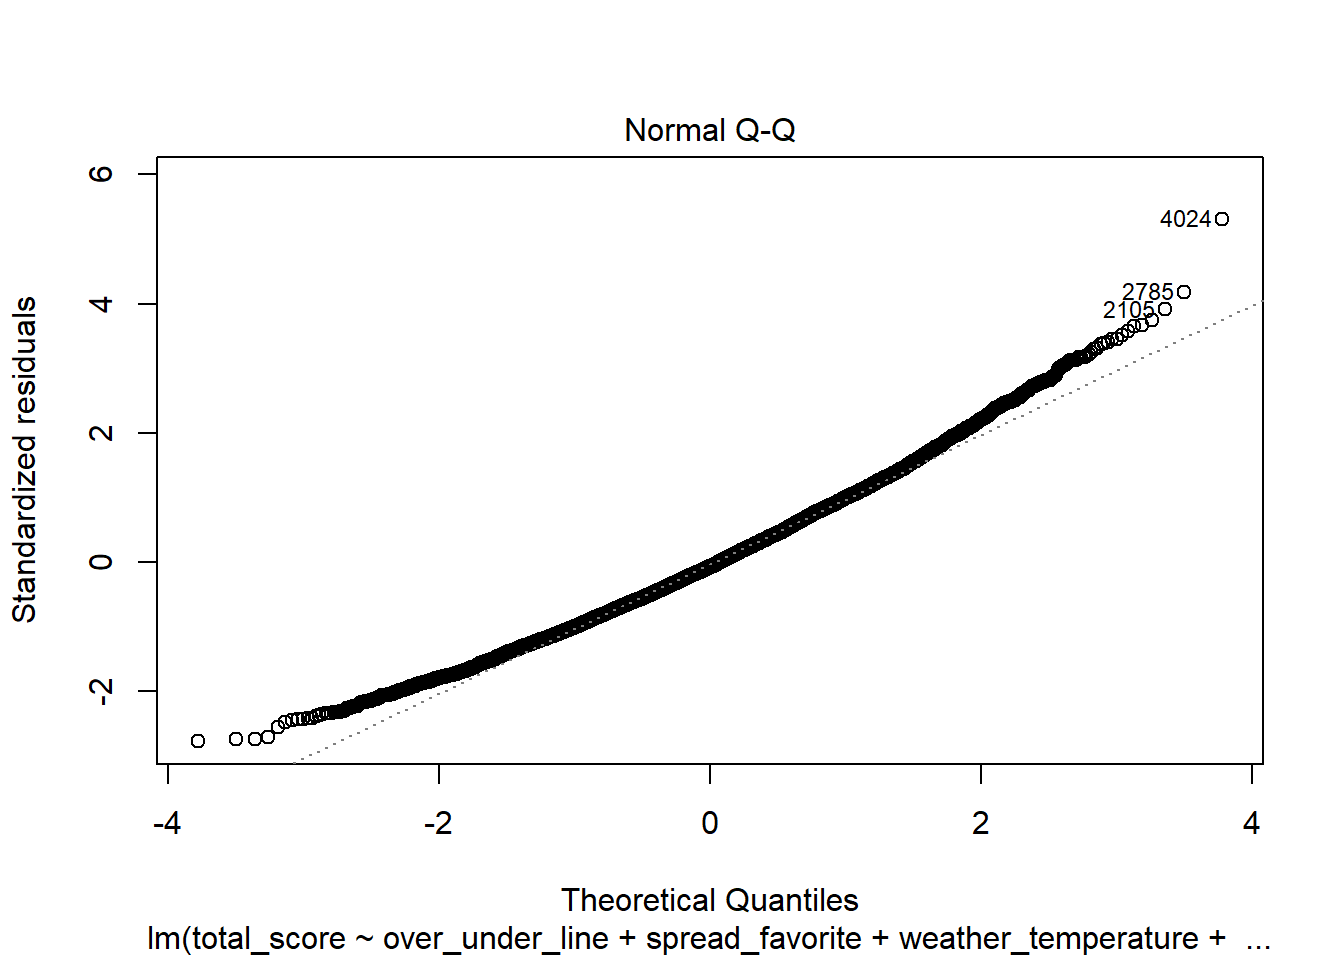 Normal Q-Q
Standardized residuals
6
4
2
0
-2
4024
2785
2105
-4 -2 0 2 4
Theoretical Quantiles
lm(total_score ~ over_under_line + spread_favorite + weather_temperature + ...